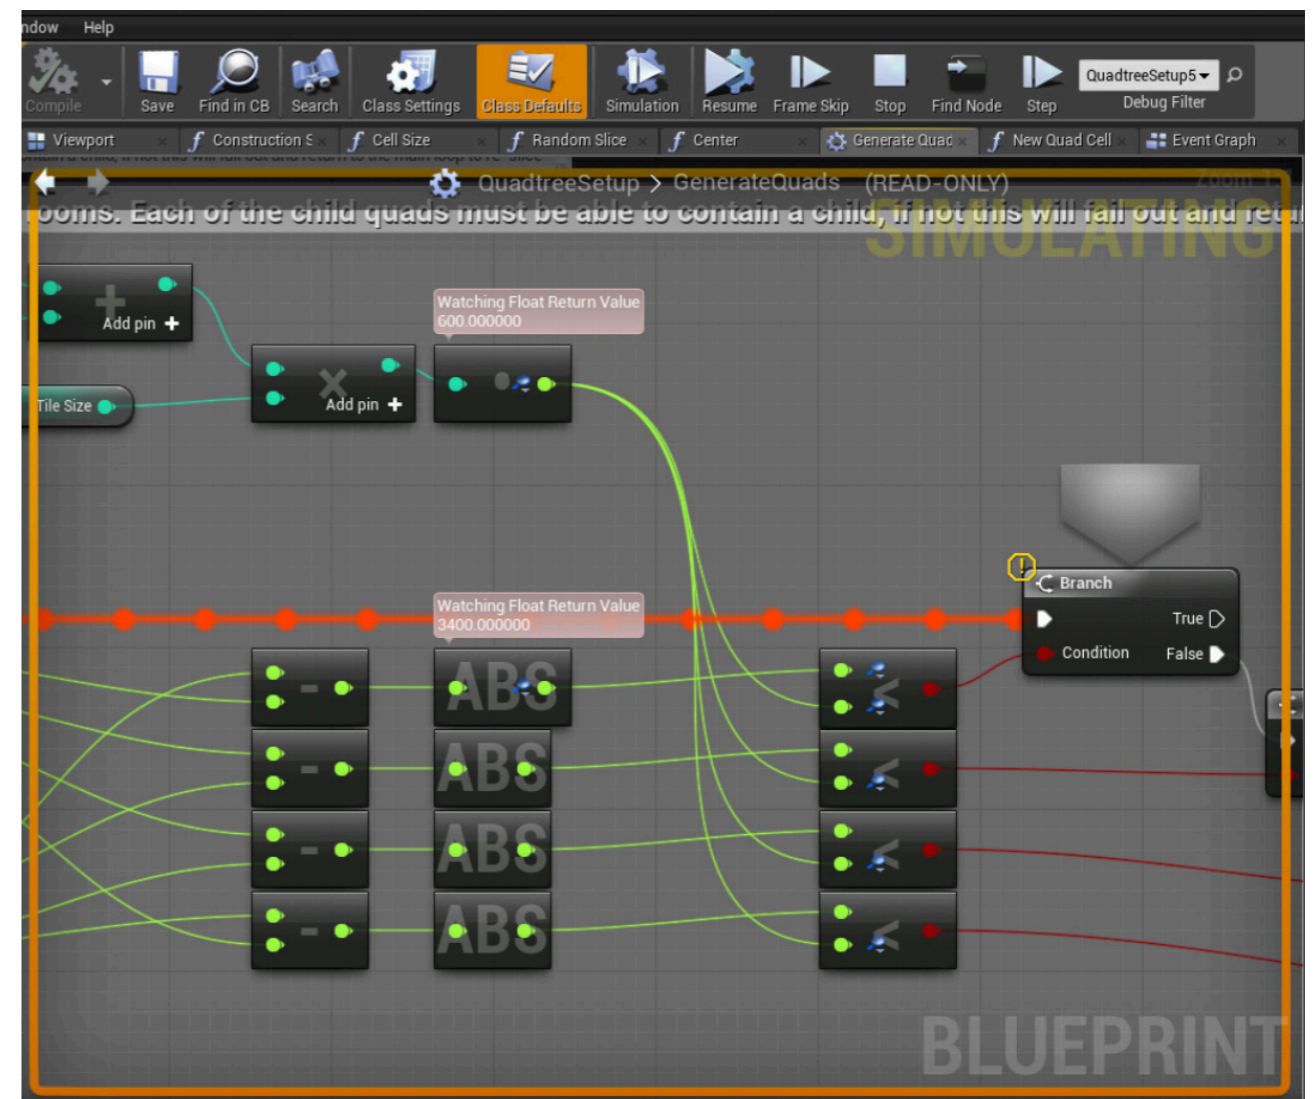 ndow Help
Compile Save Find in CB Search Class Settings Class Defaults Simulation Resume Frame Skip Stop Find Node Step QuadtreeSetup5 Debug Filter
Viewport Construction S Cell Size Random Slice Center Generate Quac New Quad Cell Event Graph
QuadtreeSetup > GenerateQuads (READ-ONLY)
ooms. Each of the child quads must be able to contain a child, if not this will fail out and retu
SIMULATING
Add pin +
Watching Float Return Value
600.000000
Tile Size
Add pin +
Branch
Watching Float Return Value
3400.000000
True
Condition False
ABS
ABS
ABS
ABS
BLUEPRINT